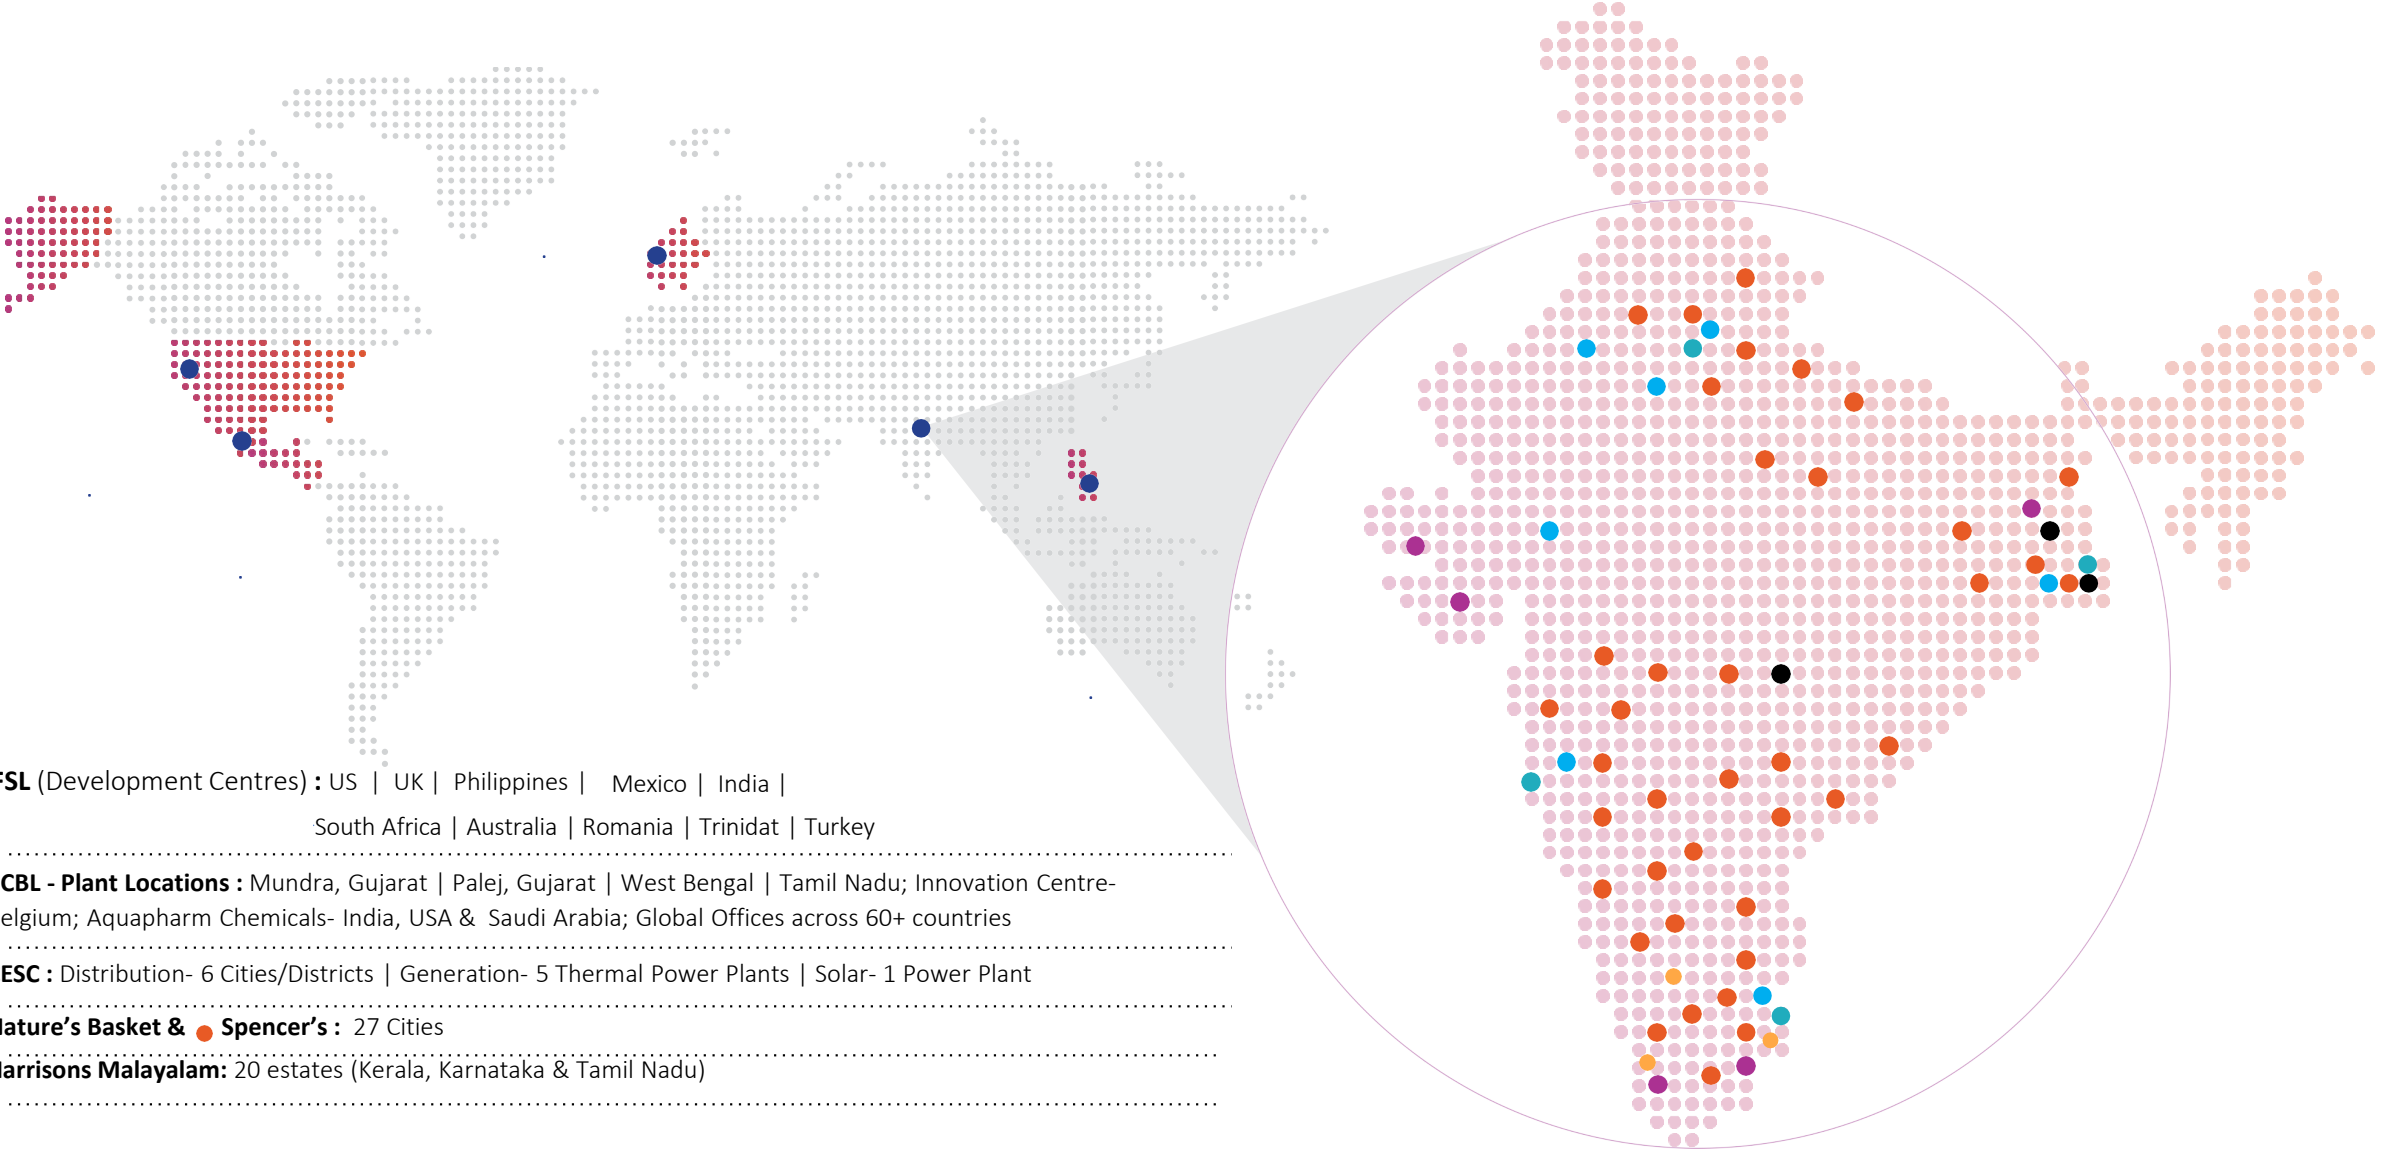 FSL (Development Centres) : US | UK | Philippines | Mexico | India |
South Africa | Australia | Romania | Trinidat | Turkey
CBL - Plant Locations : Mundra, Gujarat | Palej, Gujarat | West Bengal | Tamil Nadu; Innovation Centre-
elgium; Aquapharm Chemicals- India, USA & Saudi Arabia; Global Offices across 60+ countries
ESC : Distribution- 6 Cities/Districts | Generation- 5 Thermal Power Plants | Solar- 1 Power Plant
ature’s Basket & Spencer’s : 27 Cities
arrisons Malayalam: 20 estates (Kerala, Karnataka & Tamil Nadu)